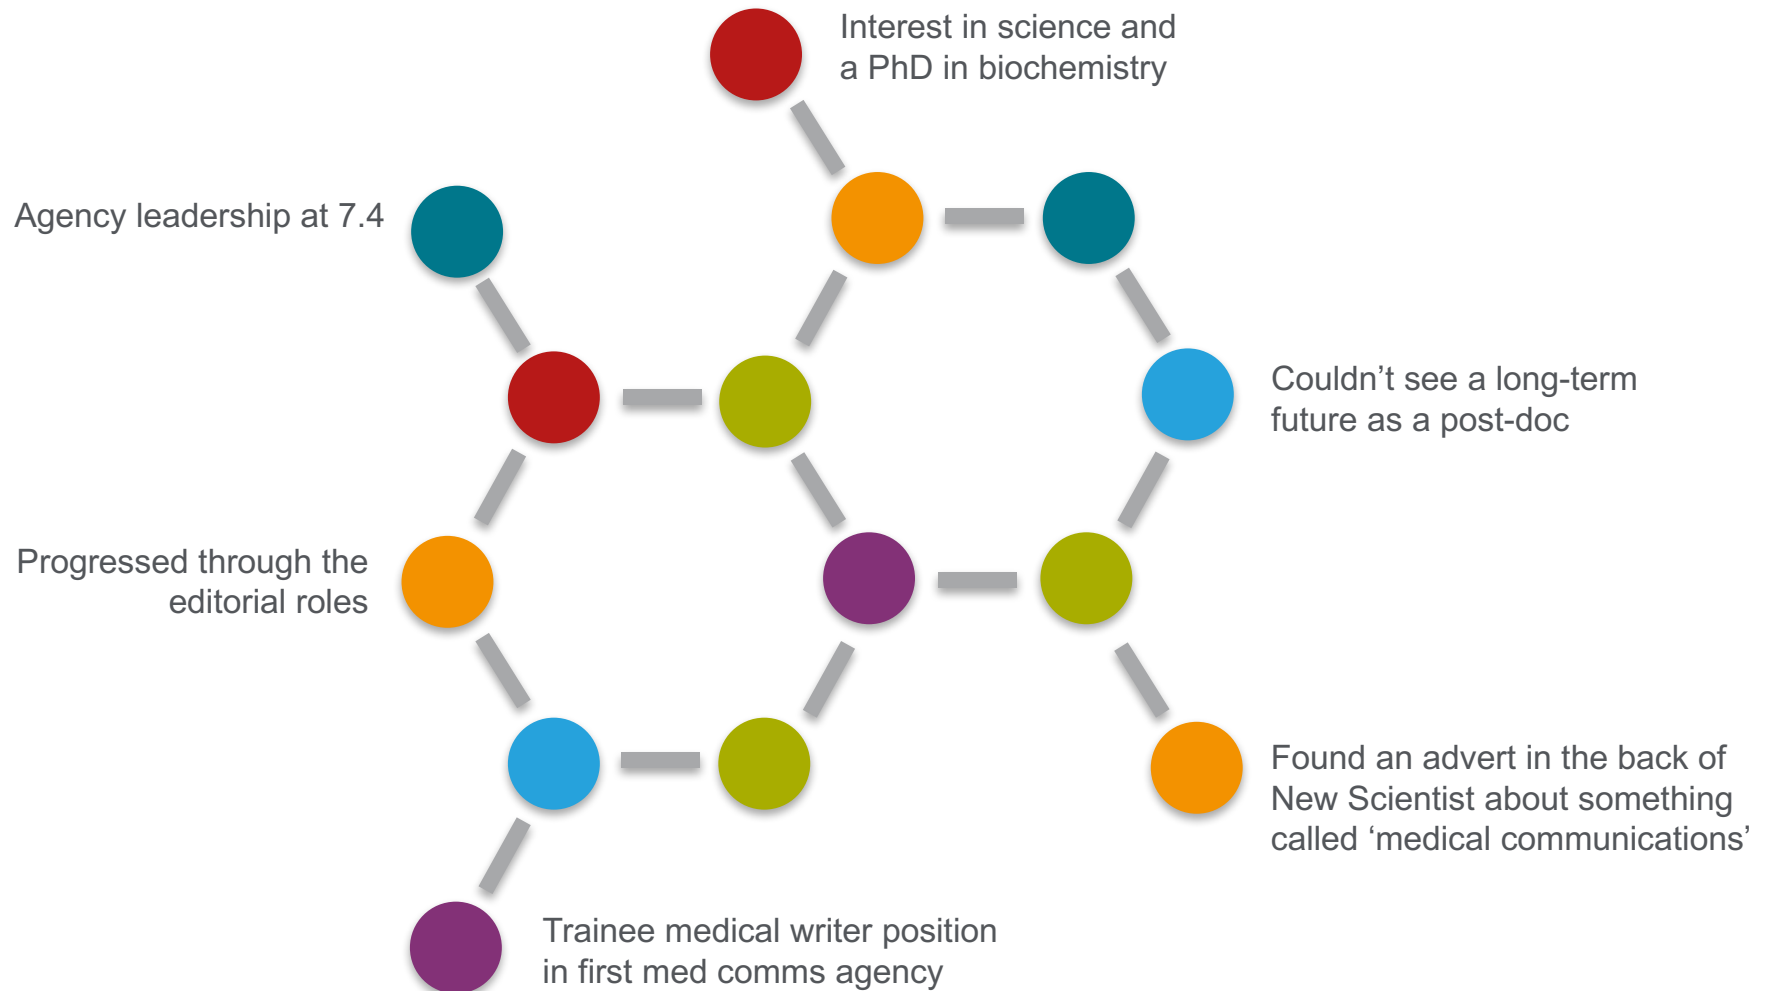 Interest in science and
a PhD in biochemistry
Agency leadership at 7.4
Couldn’t see a long-term
future as a post-doc
Progressed through the
editorial roles
Found an advert in the back of
New Scientist about something
called ‘medical communications’
Trainee medical writer position
in first med comms agency